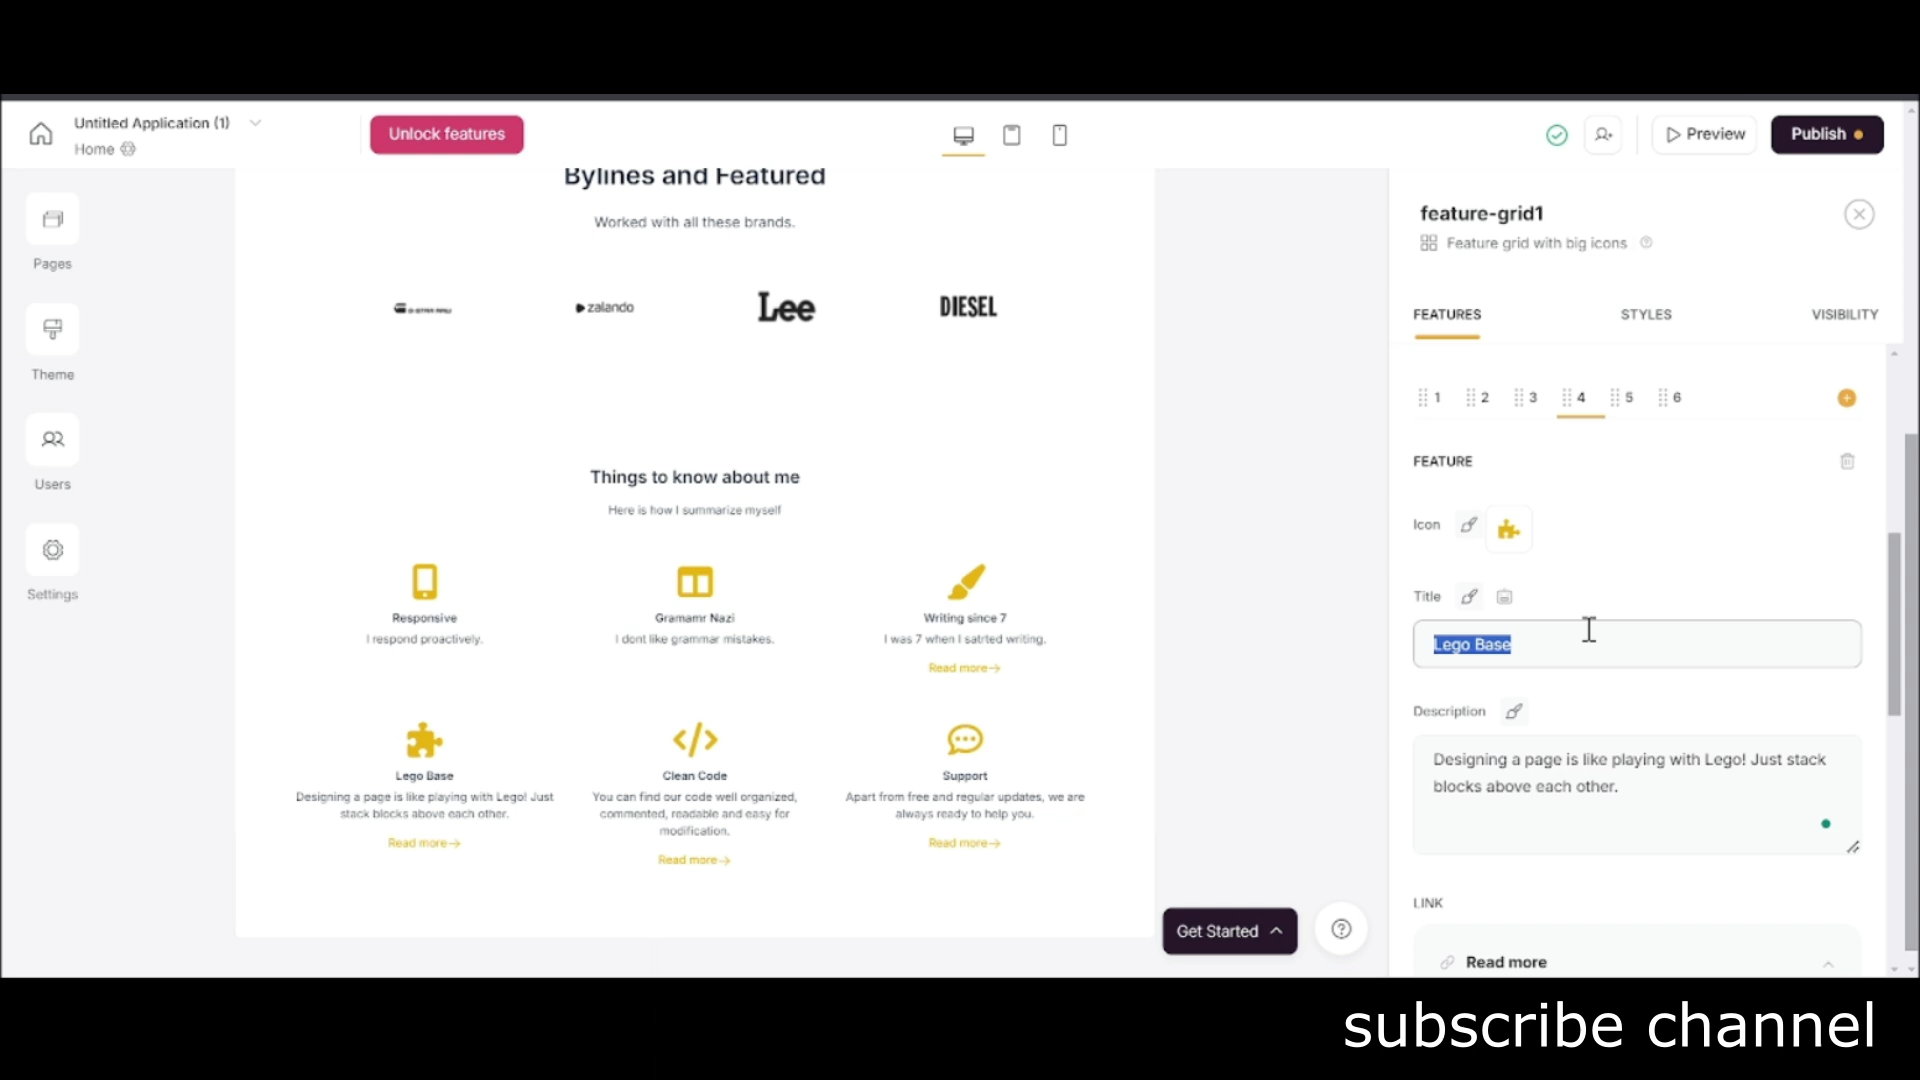 Untitled Application (1)
Home
Unlock features
Preview
Publish
Pages
Theme
Users
Settings
Bylines and Featured
Worked with all these brands.
zalando
Lee
DIESEL
Things to know about me
Here is how I summarize myself
Responsive
I respond proactively.
Gramamr Nazi
I dont like grammar mistakes.
Writing since 7
I was 7 when I satrted writing.
Read more→
Lego Base
Designing a page is like playing with Lego! Just
stack blocks above each other.
Read more→
Clean Code
You can find our code well organized,
commented, readable and easy for
modification.
Read more→
Support
Apart from free and regular updates, we are
always ready to help you.
Read more→
Get Started
feature-grid1
Feature grid with big icons
FEATURES STYLES VISIBILITY
1 2 3 4 5 6
FEATURE
Icon
Title
Lego Base
Description
Designing a page is like playing with Lego! Just stack
blocks above each other.
LINK
Read more
subscribe channel